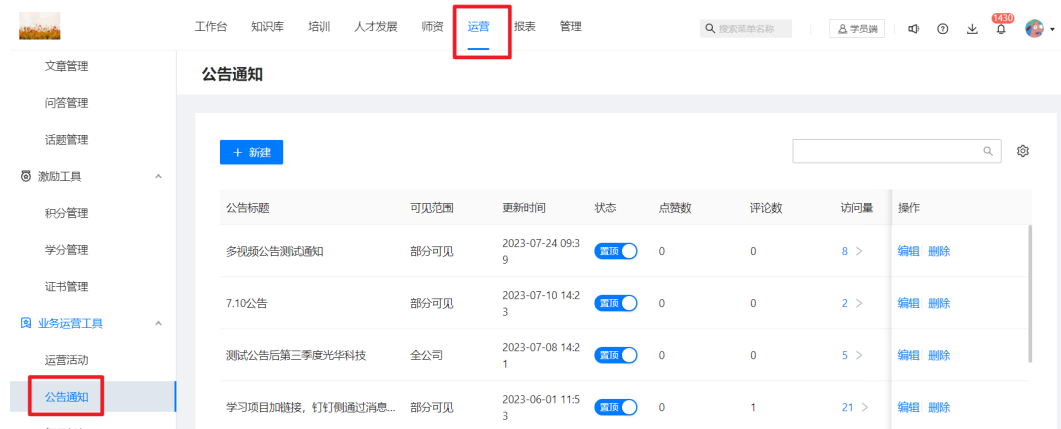 工作台 知识库 培训 人才发展 师资 运营 报表 管理 搜索菜单名称 学员端 1430
文章管理
问答管理
话题管理
激励工具
积分管理
学分管理
证书管理
业务运营工具
运营活动
公告通知
公告通知
+ 新建
公告标题 可见范围 更新时间 状态 点赞数 评论数 访问量 操作
多视频公告测试通知 部分可见 2023-07-24 09:3 置顶 0 0 8 > 编辑 删除
9
7.10公告 部分可见 2023-07-10 14:2 置顶 0 0 2 > 编辑 删除
3
测试公告后第三季度光华科技 全公司 2023-07-08 14:2 置顶 0 0 5 > 编辑 删除
1
学习项目加链接，钉钉侧通过消息... 部分可见 2023-06-01 11:5 置顶 0 1 21 > 编辑 删除
3